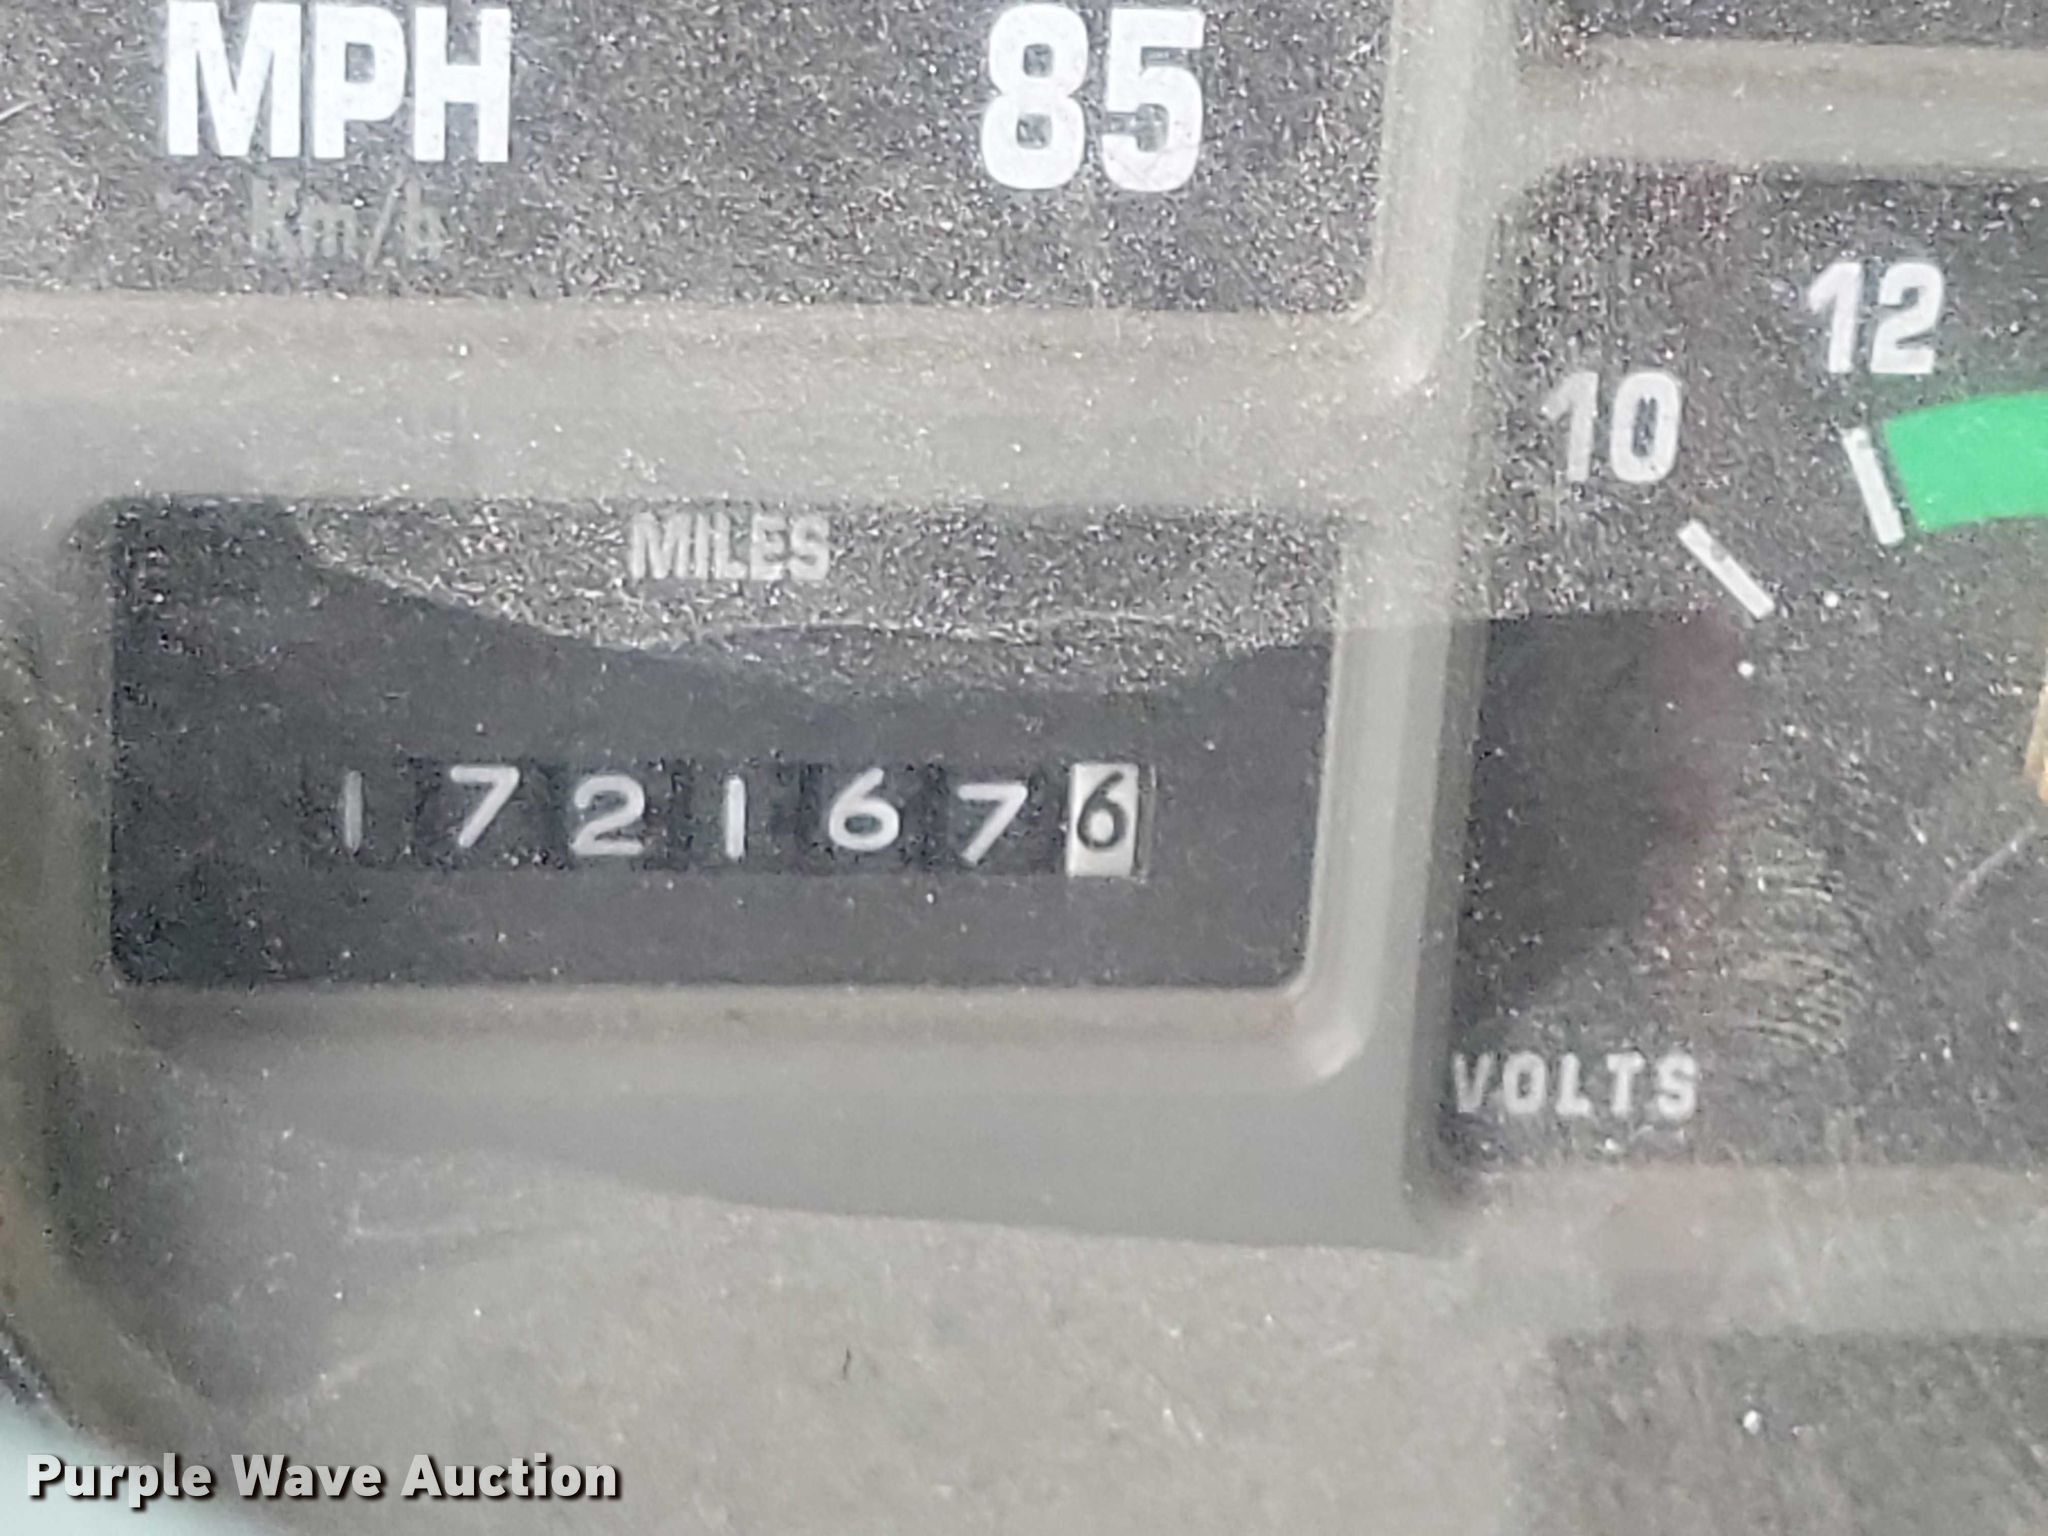 MPH
85
Km/h
12
10
MILES
1721676
VOLTS
Purple Wave Auction